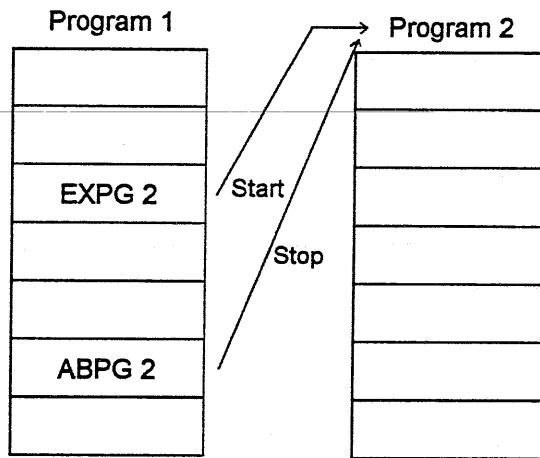 Program 1
Program 2
EXPG 2
Start
Stop
ABPG 2